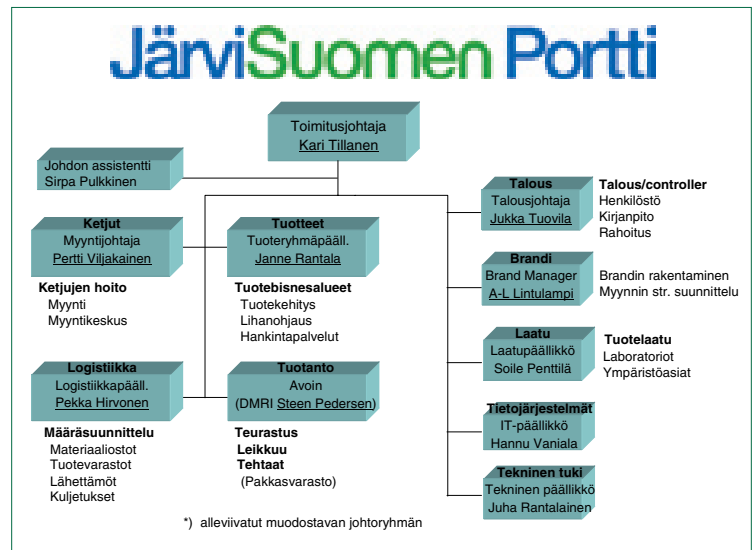 JärviSuomen Portti
Toimitusjohtaja
Kari Tillanen
Johdon assistentti
Sirpa Pulkkinen
Ketjut
Myyntijohtaja
Pertti Viljakainen
Ketjujen hoito
Myynti
Myyntikeskus
Tuotteet
Tuoteryhmäpääll.
Janne Rantala
Tuotebisnesalueet
Tuotekehitys
Lihanohjaus
Hankintapalvelut
Logistiikka
Logistiikkapääll.
Pekka Hirvonen
Määräsuunnittelu
Materiaaliostot
Tuotevarastot
Lähettämöt
Kuljetukset
Tuotanto
Avoin
(DMRI Steen Pedersen)
Teurastus
Leikkuu
Tehtaat
(Pakkasvarasto)
Talous
Talousjohtaja
Jukka Tuovila
Talous/controller
Henkilöstö
Kirjanpito
Rahoitus
Brandi
Brand Manager
A-L Lintulampi
Brandin rakentaminen
Myynnin str. suunnittelu
Laatu
Laatupäällikkö
Soile Penttilä
Tuotelaatu
Laboratoriot
Ympäristöasiat
Tietojärjestelmät
IT-päällikkö
Hannu Vaniala
Tekninen tuki
Tekninen päällikkö
Juha Rantalainen
*) alleviivatut muodostavan johtoryhmän